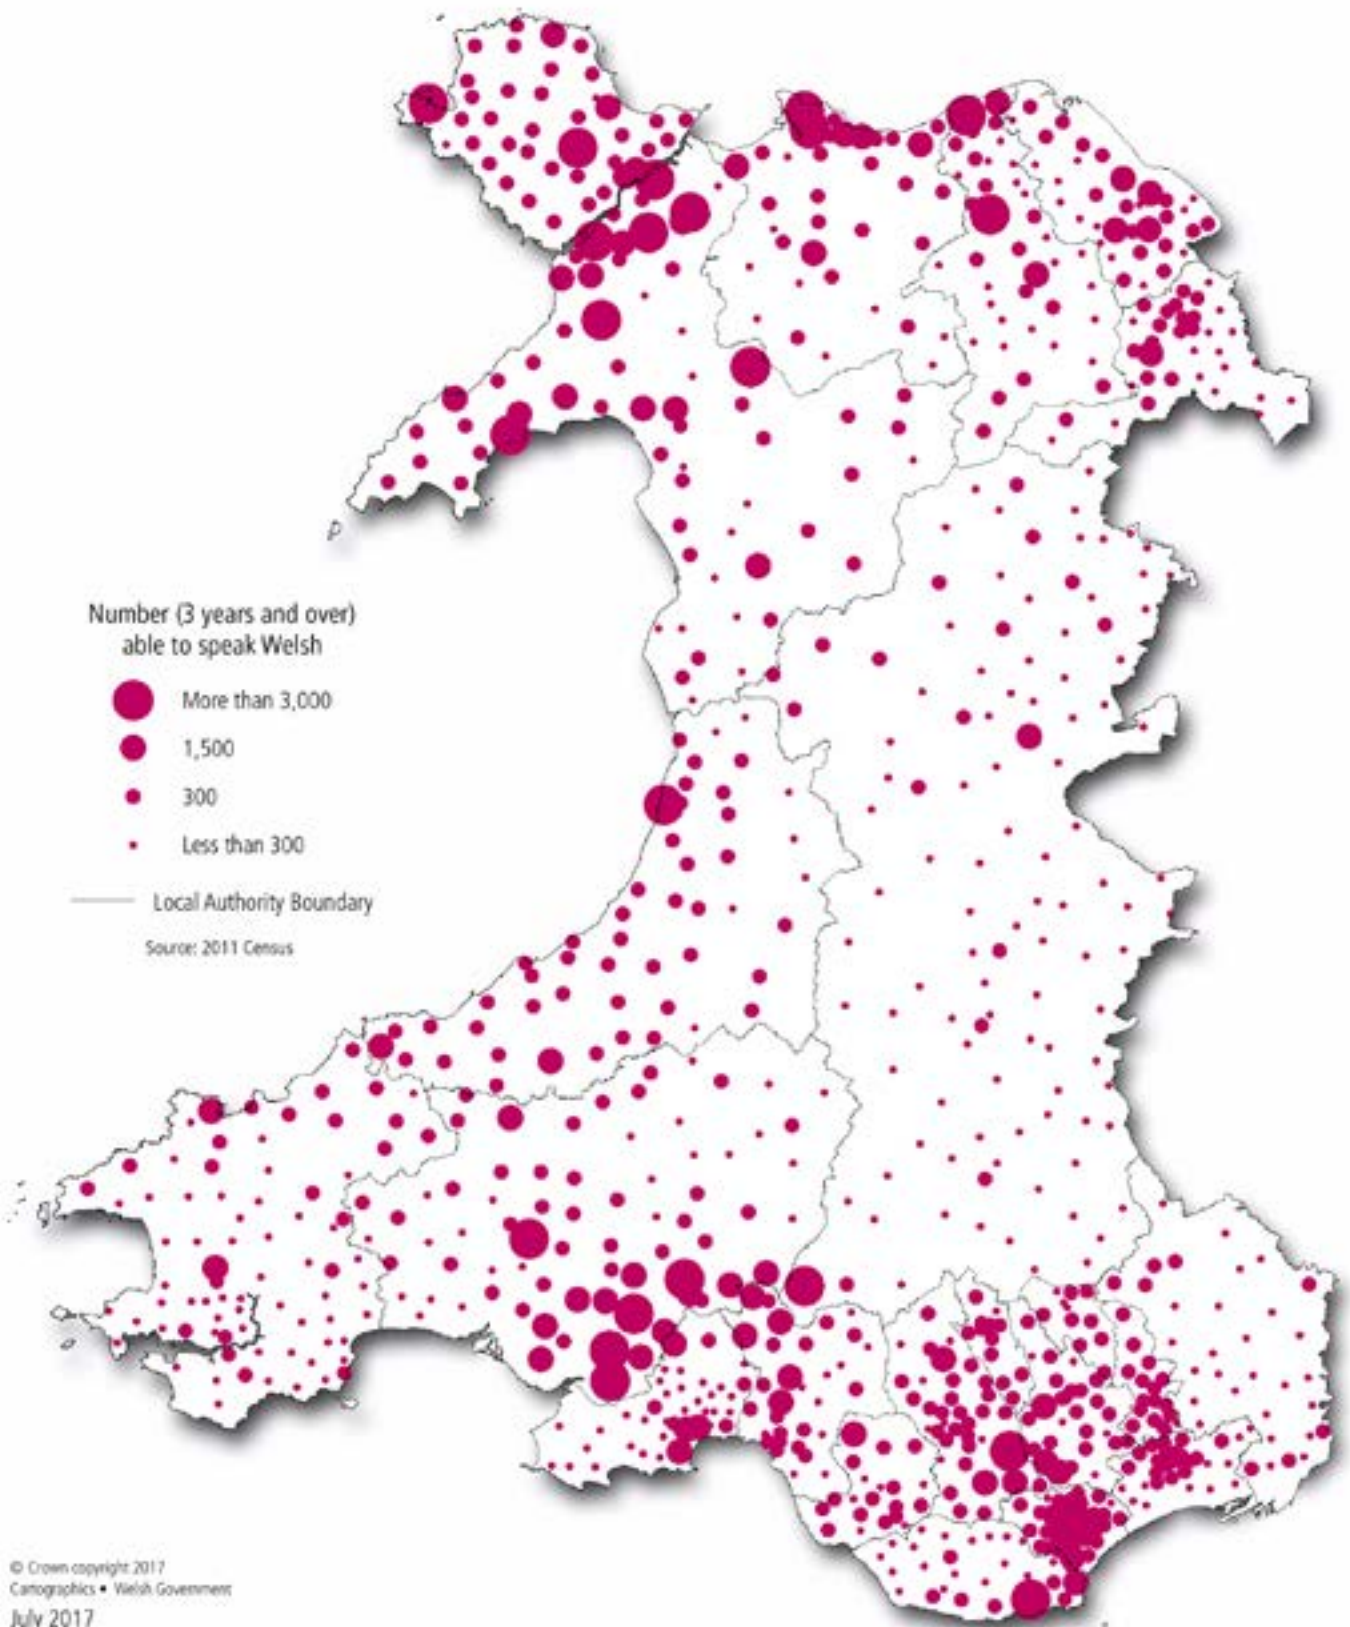 Number (3 years and over)
able to speak Welsh
More than 3,000
1,500
300
Less than 300
Local Authority Boundary
Source: 2011 Census
© Crown copyright 2017
Cartographics • Welsh Government
July 2017